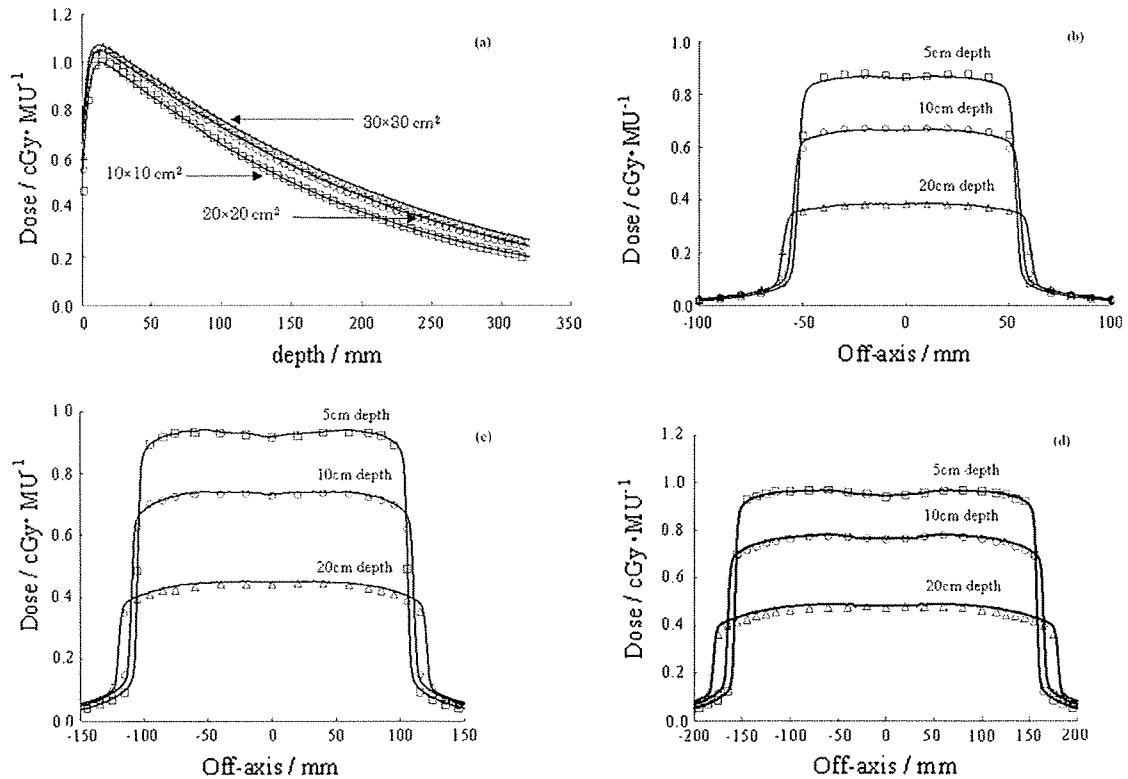 1.2
1.0
0.8
0.6
0.4
0.2
0.0
Dose / cGy•MU⁻¹
0 50 100 150 200 250 300 350
depth / mm
(a)
30×30 cm²
10×10 cm²
20×20 cm²
1.0
0.8
0.6
0.4
0.2
0.0
Dose / cGy•MU⁻¹
-100 -50 0 50 100
Off-axis / mm
(b)
5cm depth
10cm depth
20cm depth
1.0
0.8
0.6
0.4
0.2
0.0
Dose / cGy•MU⁻¹
-150 -100 -50 0 50 100 150
Off-axis / mm
(c)
5cm depth
10cm depth
20cm depth
1.2
1.0
0.8
0.6
0.4
0.2
0.0
Dose / cGy•MU⁻¹
-200 -150 -100 -50 0 50 100 150 200
Off-axis / mm
(d)
5cm depth
10cm depth
20cm depth